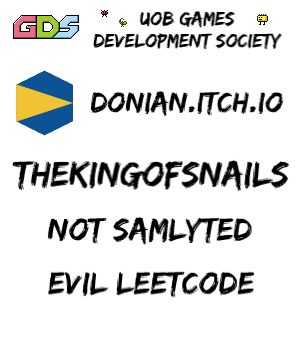 GDS
UOB GAMES
DEVELOPMENT SOCIETY
DONIAN.ITCH.IO
THEKINGOFSNAILS
NOT SAMLYTED
EVIL LEETCODE